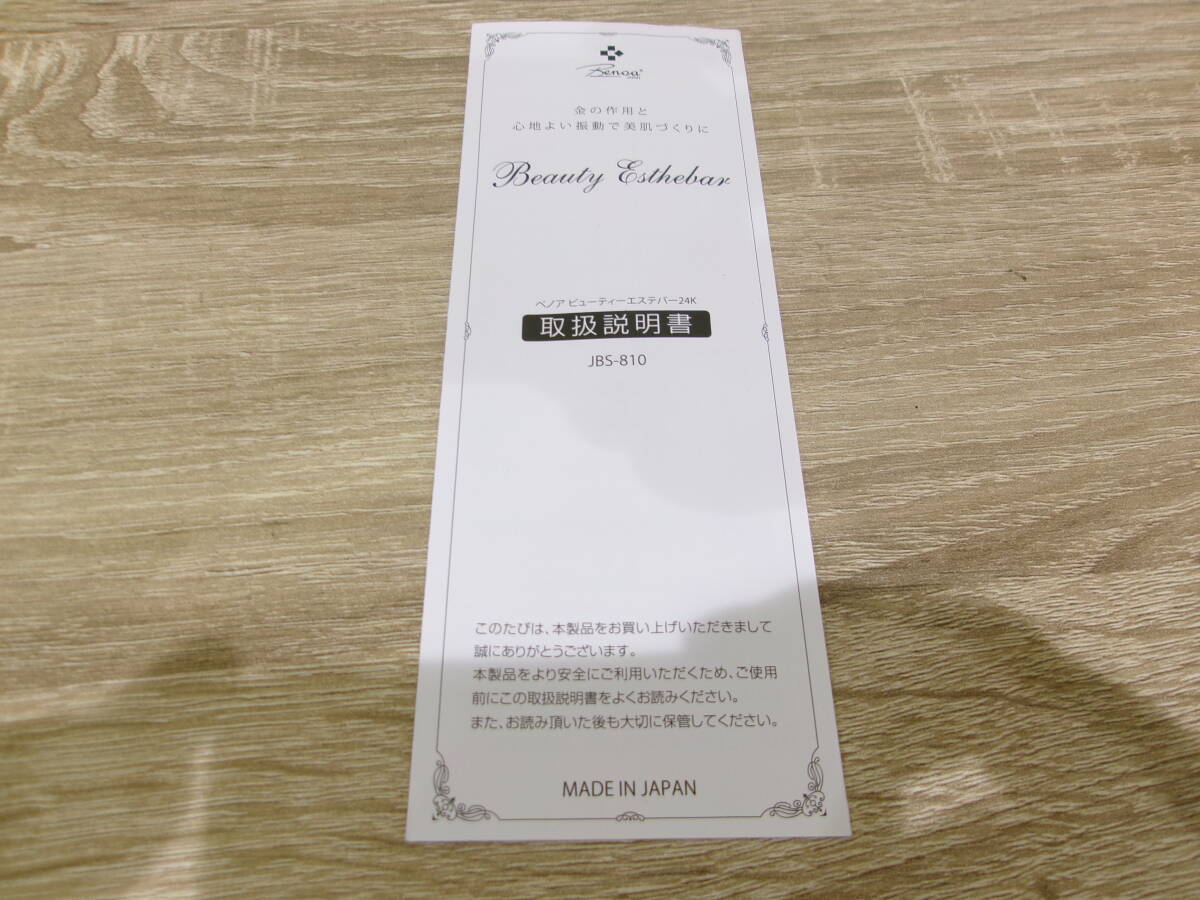 Benoa
金の作用と
心地よい振動で美肌づくりに
Beauty Esthebar
ベノア ビューティーエステバー24K
取扱説明書
JBS-810
このたびは、本製品をお買い上げいただきまして
誠にありがとうございます。
本製品をより安全にご利用いただくため、ご使用
前にこの取扱説明書をよくお読みください。
また、お読み頂いた後も大切に保管してください。
MADE IN JAPAN